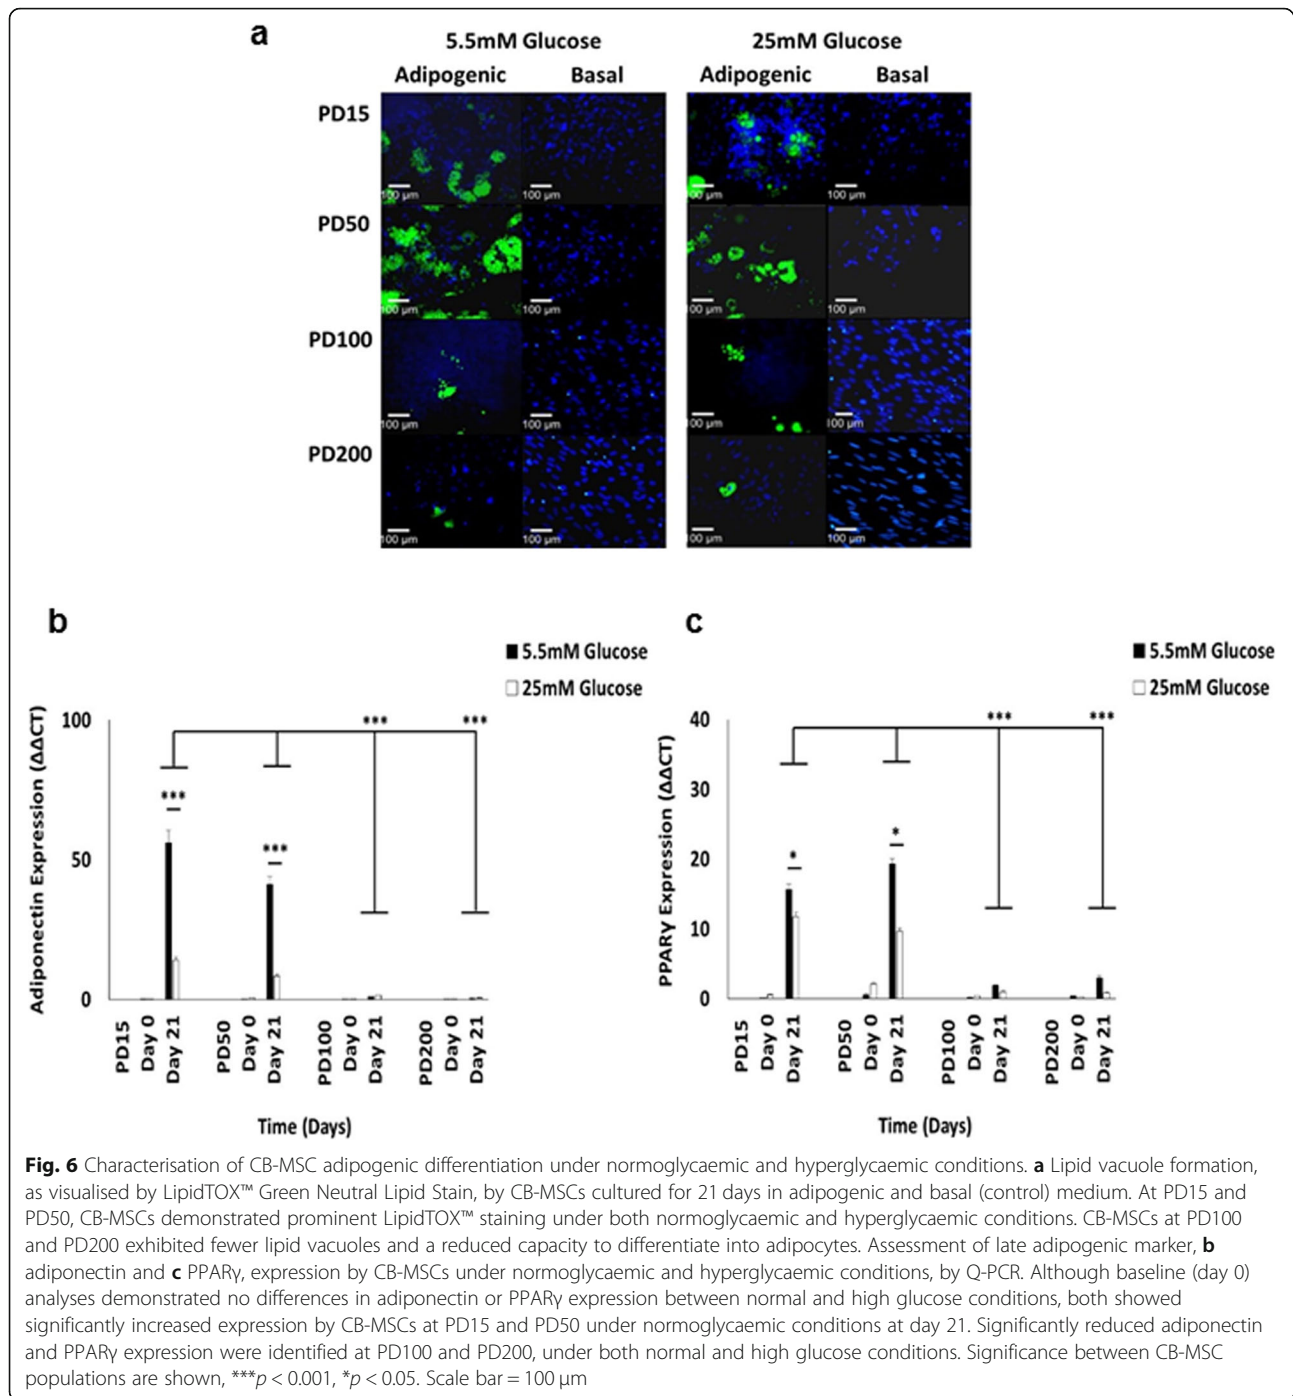 a
5.5mM Glucose 25mM Glucose
Adipogenic Basal Adipogenic Basal
PD15
100 µm 100 µm 100 µm 100 µm
PD50
100 µm 100 µm 100 µm 100 µm
PD100
100 µm 100 µm 100 µm 100 µm
PD200
100 µm 100 µm 100 µm 100 µm
b
5.5mM Glucose
25mM Glucose
Adiponectin Expression (ΔΔCT)
100
50
0
*** ***
***
***
PD15 Day 0 Day 21 PD50 Day 0 Day 21 PD100 Day 0 Day 21 PD200 Day 0 Day 21
Time (Days)
c
5.5mM Glucose
25mM Glucose
PPARγ Expression (ΔΔCT)
40
30
20
10
0
*** ***
*
*
PD15 Day 0 Day 21 PD50 Day 0 Day 21 PD100 Day 0 Day 21 PD200 Day 0 Day 21
Time (Days)
Fig. 6 Characterisation of CB-MSC adipogenic differentiation under normoglycaemic and hyperglycaemic conditions. a Lipid vacuole formation,
as visualised by LipidTOX™ Green Neutral Lipid Stain, by CB-MSCs cultured for 21 days in adipogenic and basal (control) medium. At PD15 and
PD50, CB-MSCs demonstrated prominent LipidTOX™ staining under both normoglycaemic and hyperglycaemic conditions. CB-MSCs at PD100
and PD200 exhibited fewer lipid vacuoles and a reduced capacity to differentiate into adipocytes. Assessment of late adipogenic marker, b
adiponectin and c PPARγ, expression by CB-MSCs under normoglycaemic and hyperglycaemic conditions, by Q-PCR. Although baseline (day 0)
analyses demonstrated no differences in adiponectin or PPARγ expression between normal and high glucose conditions, both showed
significantly increased expression by CB-MSCs at PD15 and PD50 under normoglycaemic conditions at day 21. Significantly reduced adiponectin
and PPARγ expression were identified at PD100 and PD200, under both normal and high glucose conditions. Significance between CB-MSC
populations are shown, ***p < 0.001, *p < 0.05. Scale bar = 100 µm